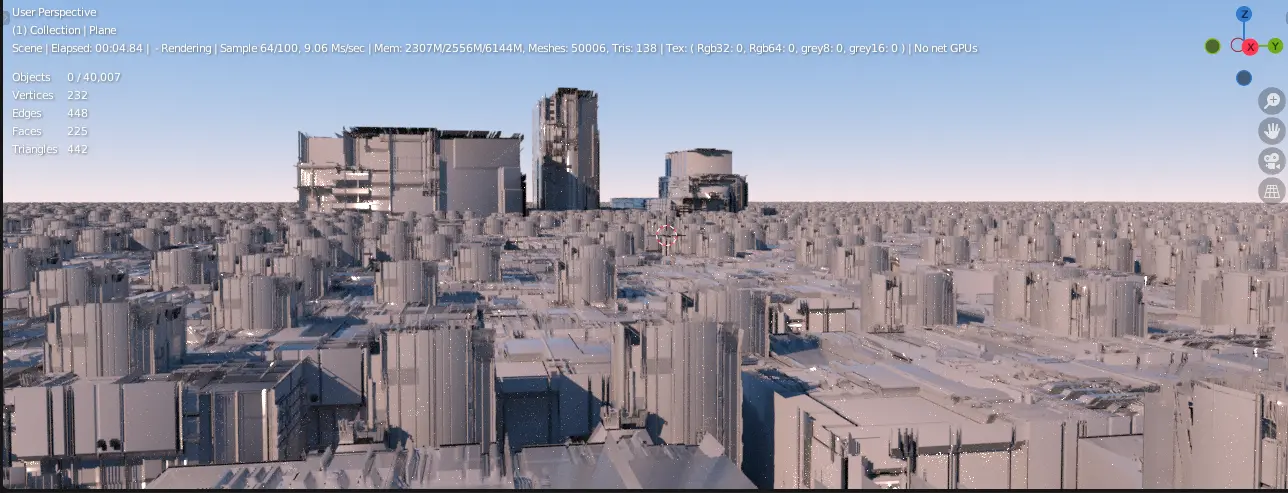 User Perspective
(1) Collection | Plane
Scene | Elapsed: 00:04.84 | - Rendering | Sample 64/100, 9.06 Ms/sec | Mem: 2307M/2556M/6144M, Meshes: 50006, Tris: 138 | Tex: ( Rgb32: 0, Rgb64: 0, grey8: 0, grey16: 0 ) | No net GPUs
Objects 0 / 40,007
Vertices 232
Edges 448
Faces 225
Triangles 442
Z
X
Y